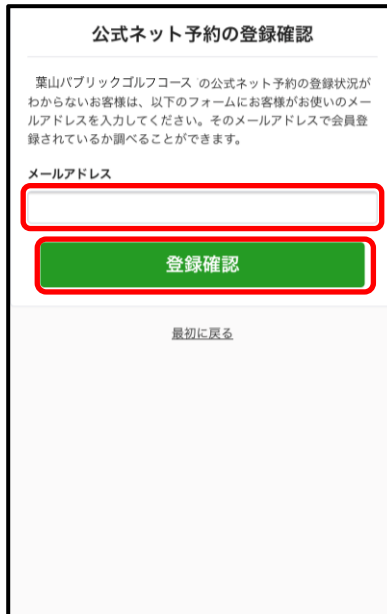 公式ネット予約の登録確認
葉山パブリックゴルフコース の公式ネット予約の登録状況が
わからないお客様は、以下のフォームにお客様がお使いのメー
ルアドレスを入力してください。そのメールアドレスで会員登
録されているか調べることができます。
メールアドレス
登録確認
最初に戻る